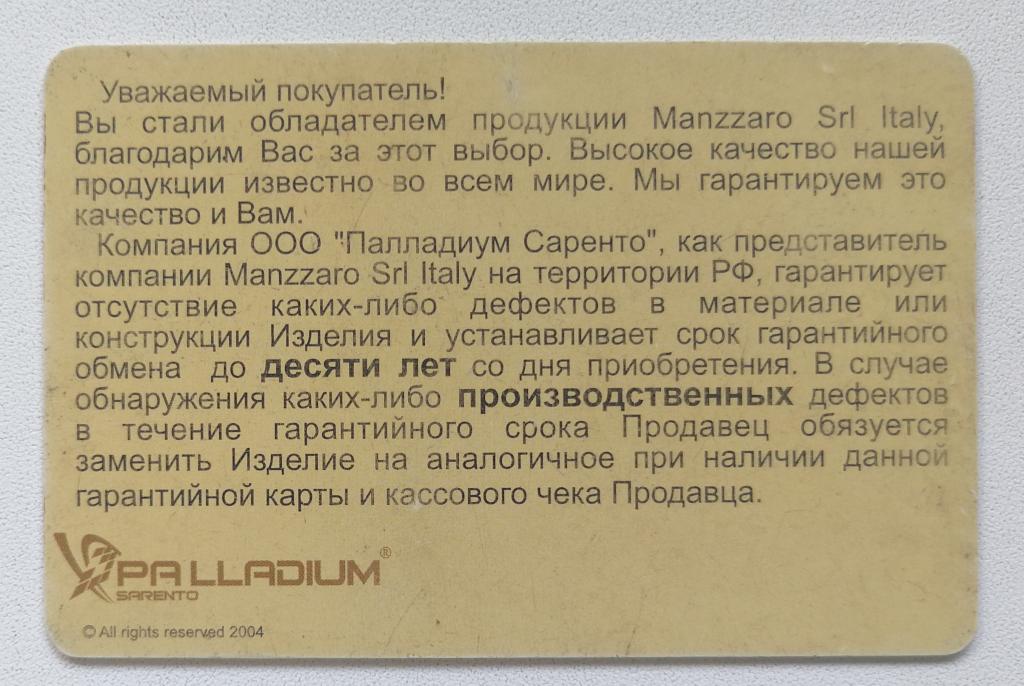 Уважаемый покупатель!
Вы стали обладателем продукции Manzzaro Srl Italy,
благодарим Вас за этот выбор. Высокое качество нашей
продукции известно во всем мире. Мы гарантируем это
качество и Вам.
Компания ООО "Палладиум Саренто", как представитель
компании Manzzaro Srl Italy на территории РФ, гарантирует
отсутствие каких-либо дефектов в материале или
конструкции Изделия и устанавливает срок гарантийного
обмена до десяти лет со дня приобретения. В случае
обнаружения каких-либо производственных дефектов
в течение гарантийного срока Продавец обязуется
заменить Изделие на аналогичное при наличии данной
гарантийной карты и кассового чека Продавца.
PALLADIUM®
SARENTO
© All rights reserved 2004